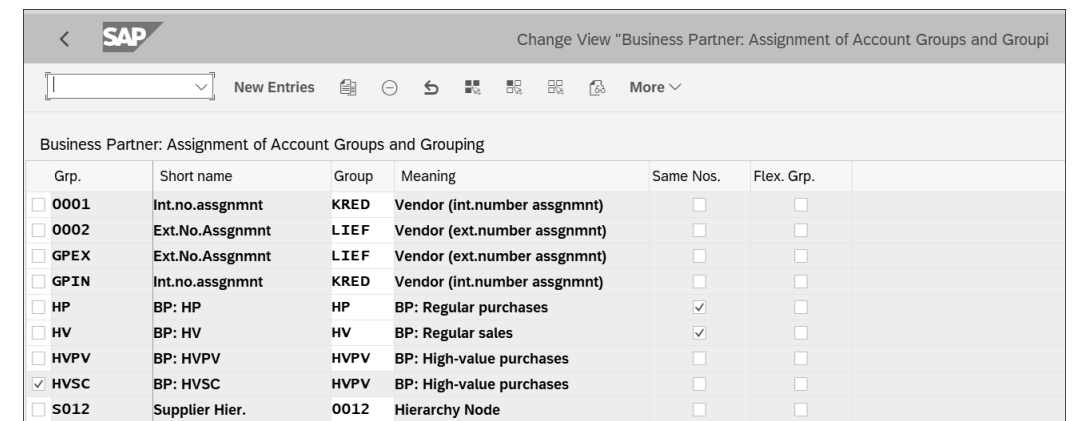 SAP
Change View "Business Partner: Assignment of Account Groups and Groupi
New Entries More
Business Partner: Assignment of Account Groups and Grouping
Grp. Short name Group Meaning Same Nos. Flex. Grp.
0001 Int.no.assgnmnt KRED Vendor (int.number assgnmnt)
0002 Ext.No.Assgnmnt LIEF Vendor (ext.number assgnmnt)
GPEX Ext.No.Assgnmnt LIEF Vendor (ext.number assgnmnt)
GPIN Int.no.assgnmnt KRED Vendor (int.number assgnmnt)
HP BP: HP HP BP: Regular purchases
HV BP: HV HV BP: Regular sales
HVPV BP: HVPV HVPV BP: High-value purchases
HVSC BP: HVSC HVPV BP: High-value purchases
S012 Supplier Hier. 0012 Hierarchy Node